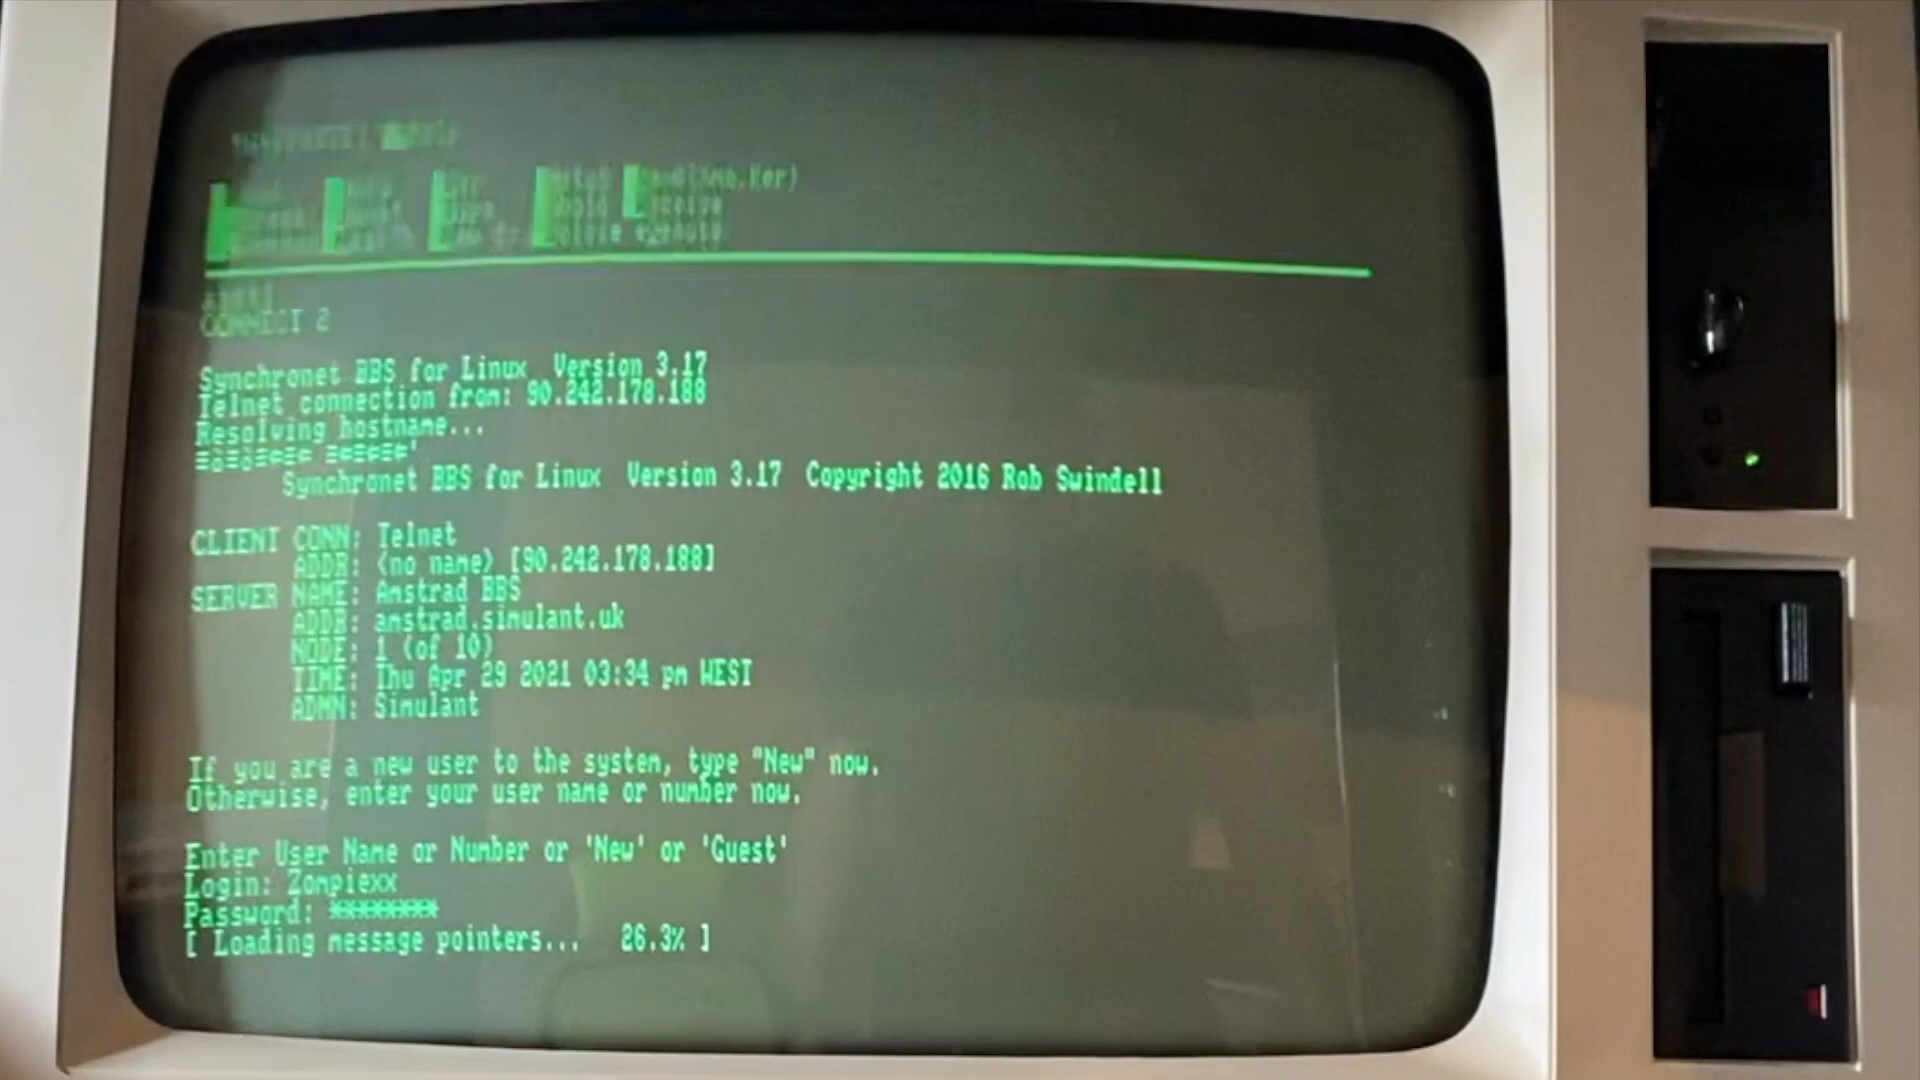 CONNECT 2
Synchronet BBS for Linux Version 3.17
Telnet connection from: 90.242.178.188
Resolving hostname...
Synchronet BBS for Linux Version 3.17 Copyright 2016 Rob Swindell
CLIENT CONN: Telnet
ADDR: <no name> [90.242.178.188]
SERVER NAME: Amstrad BBS
ADDR: amstrad.simulant.uk
NODE: 1 (of 10)
TIME: Thu Apr 29 2021 03:34 pm WEST
ADMN: Simulant
If you are a new user to the system, type "New" now.
Otherwise, enter your user name or number now.
Enter User Name or Number or 'New' or 'Guest'
Login: Zompiexx
Password: ********
[ Loading message pointers... 26.3% ]